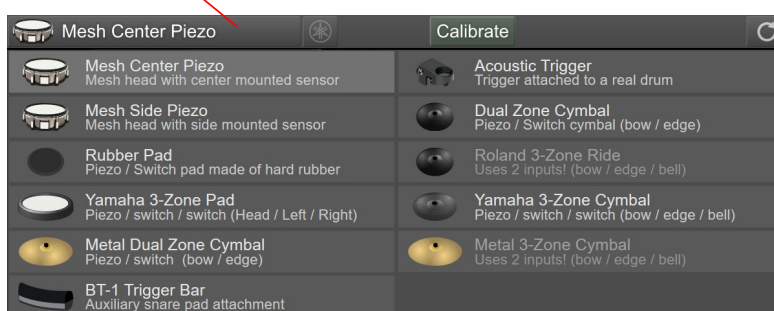 Mesh Center Piezo
Calibrate
Mesh Center Piezo
Mesh head with center mounted sensor
Acoustic Trigger
Trigger attached to a real drum
Mesh Side Piezo
Mesh head with side mounted sensor
Dual Zone Cymbal
Piezo / Switch cymbal (bow / edge)
Rubber Pad
Piezo / Switch pad made of hard rubber
Roland 3-Zone Ride
Uses 2 inputs! (bow / edge / bell)
Yamaha 3-Zone Pad
Piezo / switch / switch (Head / Left / Right)
Yamaha 3-Zone Cymbal
Piezo / switch / switch (bow / edge / bell)
Metal Dual Zone Cymbal
Piezo / switch (bow / edge)
Metal 3-Zone Cymbal
Uses 2 inputs! (bow / edge / bell)
BT-1 Trigger Bar
Auxiliary snare pad attachment